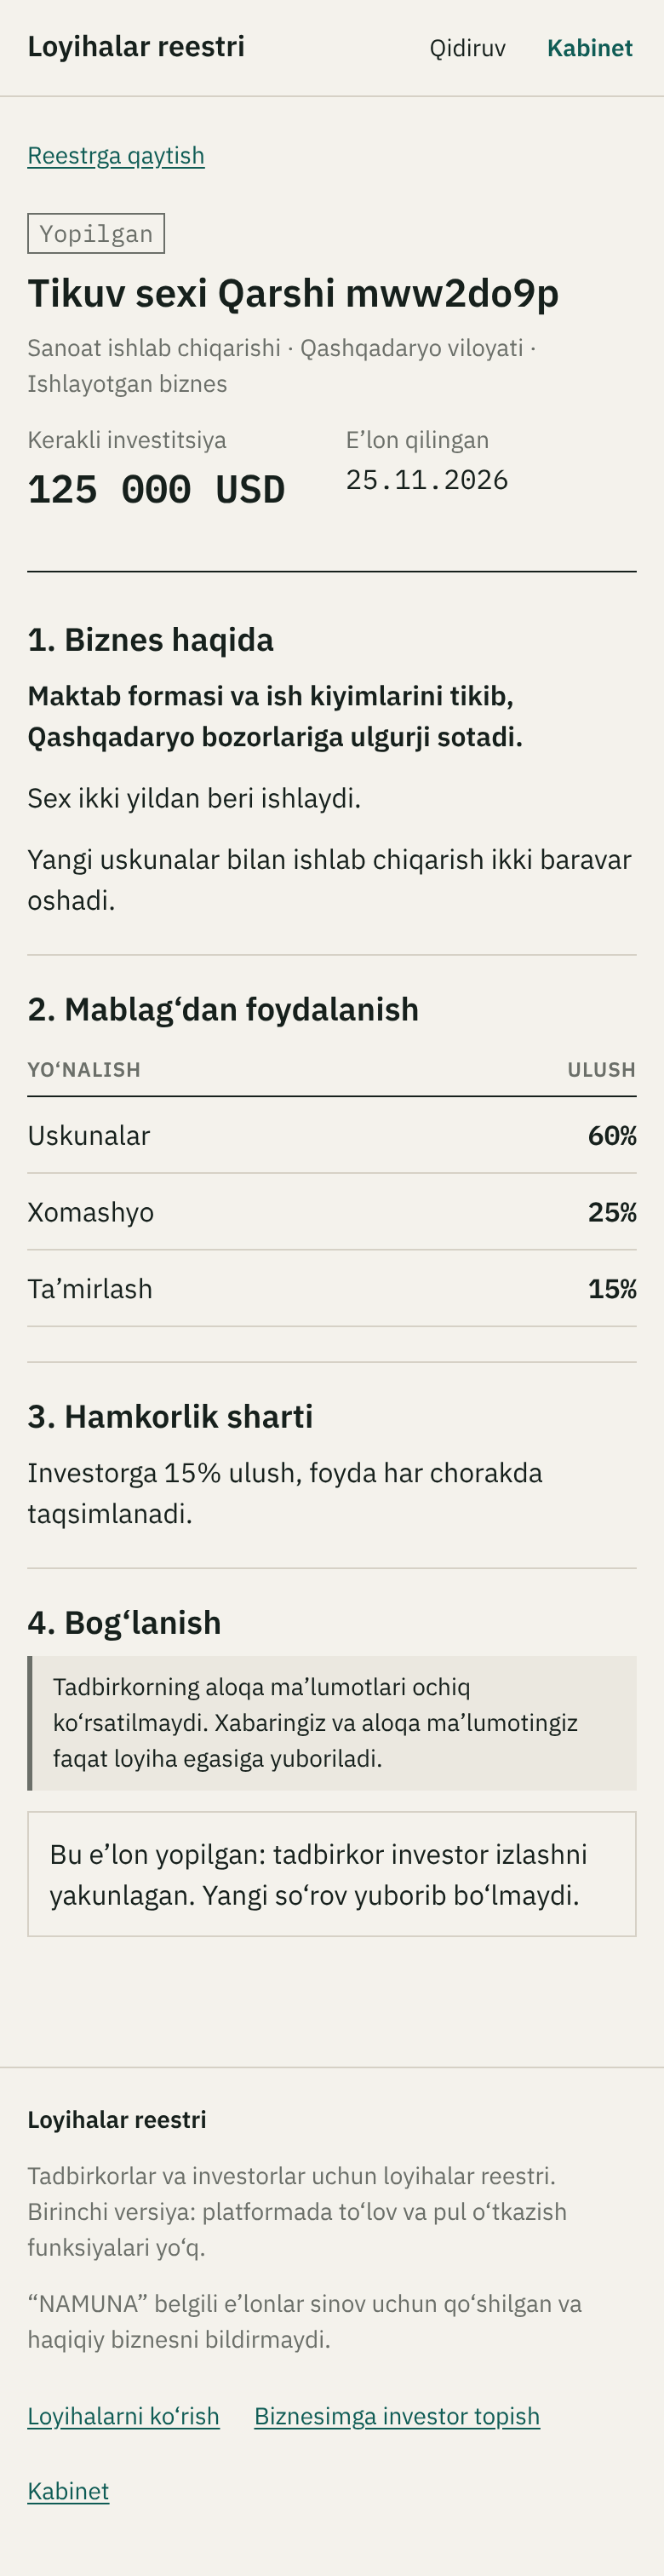 Loyihalar reestri
Qidiruv
Kabinet
Reestrga qaytish
Yopilgan
Tikuv sexi Qarshi mww2do9p
Sanoat ishlab chiqarishi · Qashqadaryo viloyati ·
Ishlayotgan biznes
Kerakli investitsiya
125 000 USD
E’lon qilingan
25.11.2026
1. Biznes haqida
Maktab formasi va ish kiyimlarini tikib,
Qashqadaryo bozorlariga ulgurji sotadi.
Sex ikki yildan beri ishlaydi.
Yangi uskunalar bilan ishlab chiqarish ikki baravar
oshadi.
2. Mablag‘dan foydalanish
YO‘NALISH ULUSH
Uskunalar 60%
Xomashyo 25%
Ta’mirlash 15%
3. Hamkorlik sharti
Investorga 15% ulush, foyda har chorakda
taqsimlanadi.
4. Bog‘lanish
Tadbirkorning aloqa ma’lumotlari ochiq
ko‘rsatilmaydi. Xabaringiz va aloqa ma’lumotingiz
faqat loyiha egasiga yuboriladi.
Bu e’lon yopilgan: tadbirkor investor izlashni
yakunlagan. Yangi so‘rov yuborib bo‘lmaydi.
Loyihalar reestri
Tadbirkorlar va investorlar uchun loyihalar reestri.
Birinchi versiya: platformada to‘lov va pul o‘tkazish
funksiyalari yo‘q.
“NAMUNA” belgili e’lonlar sinov uchun qo‘shilgan va
haqiqiy biznesni bildirmaydi.
Loyihalarni ko‘rish
Biznesimga investor topish
Kabinet